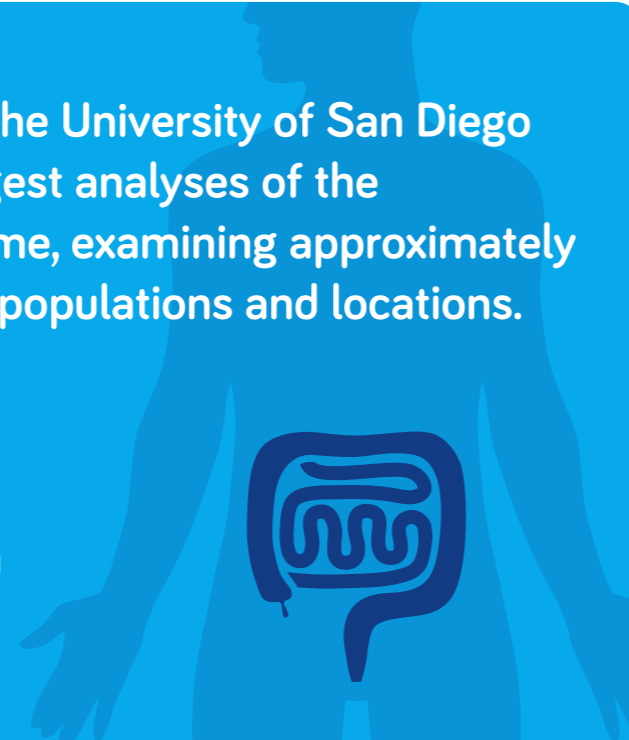 he University of San Diego
gest analyses of the
me, examining approximately
populations and locations.